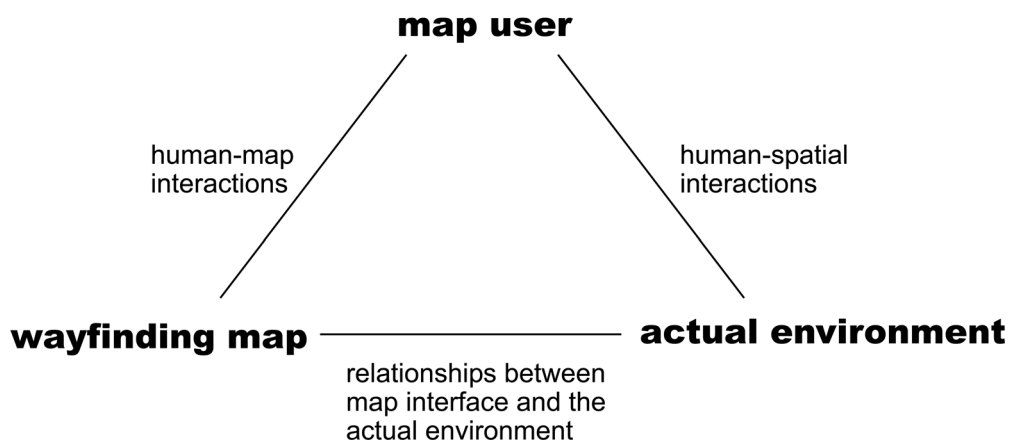 map user
human-map
interactions
human-spatial
interactions
wayfinding map
actual environment
relationships between
map interface and the
actual environment